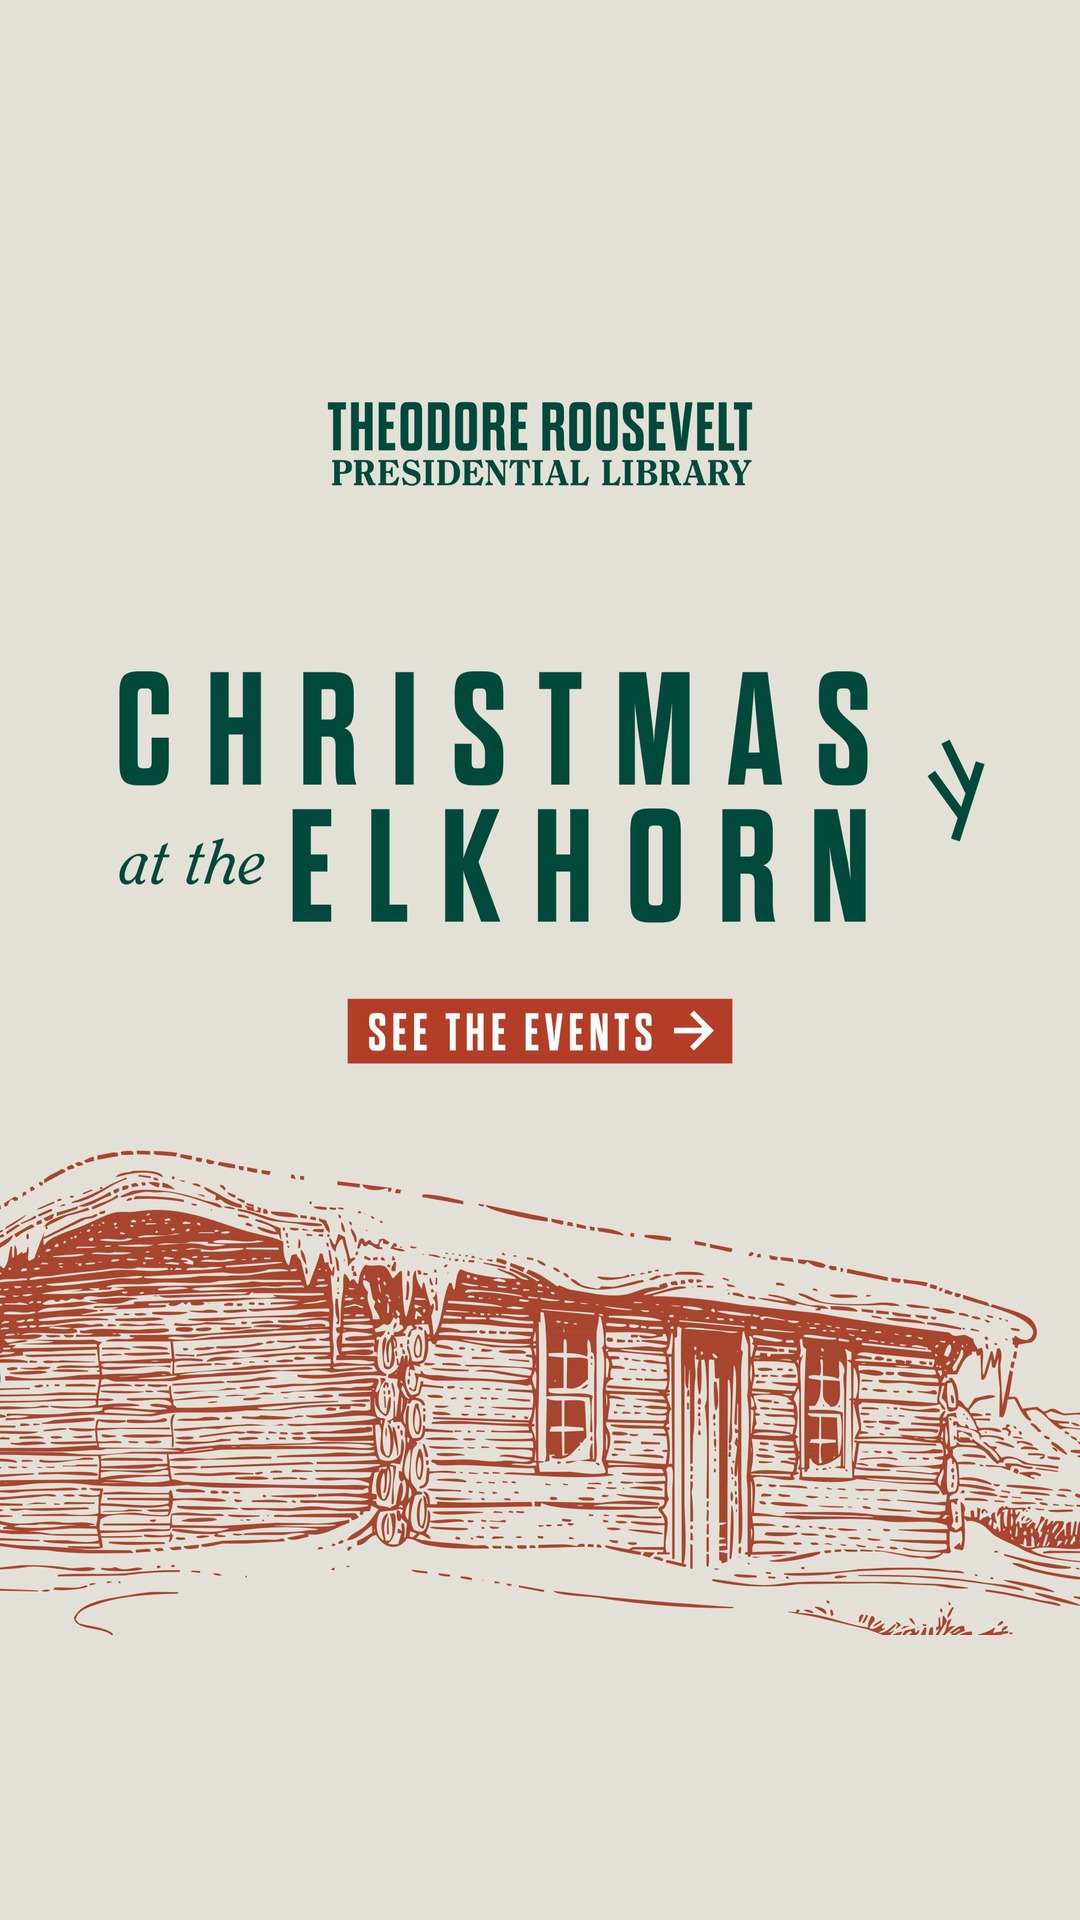 THEODORE ROOSEVELT
PRESIDENTIAL LIBRARY
CHRISTMAS
at the ELKHORN
SEE THE EVENTS →